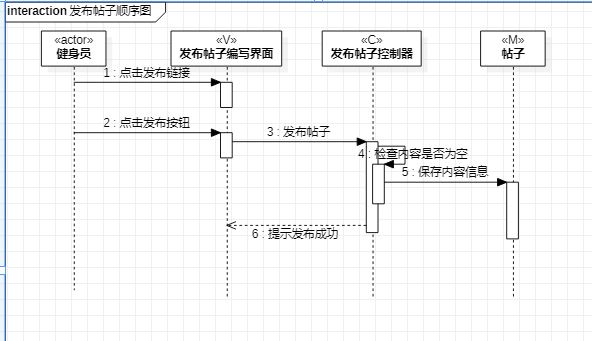 interaction 发布帖子顺序图
«actor»
健身员
«V»
发布帖子编写界面
«C»
发布帖子控制器
«M»
帖子
1 : 点击发布链接
2 : 点击发布按钮
3 : 发布帖子
4 : 检查内容是否为空
5 : 保存内容信息
6 : 提示发布成功